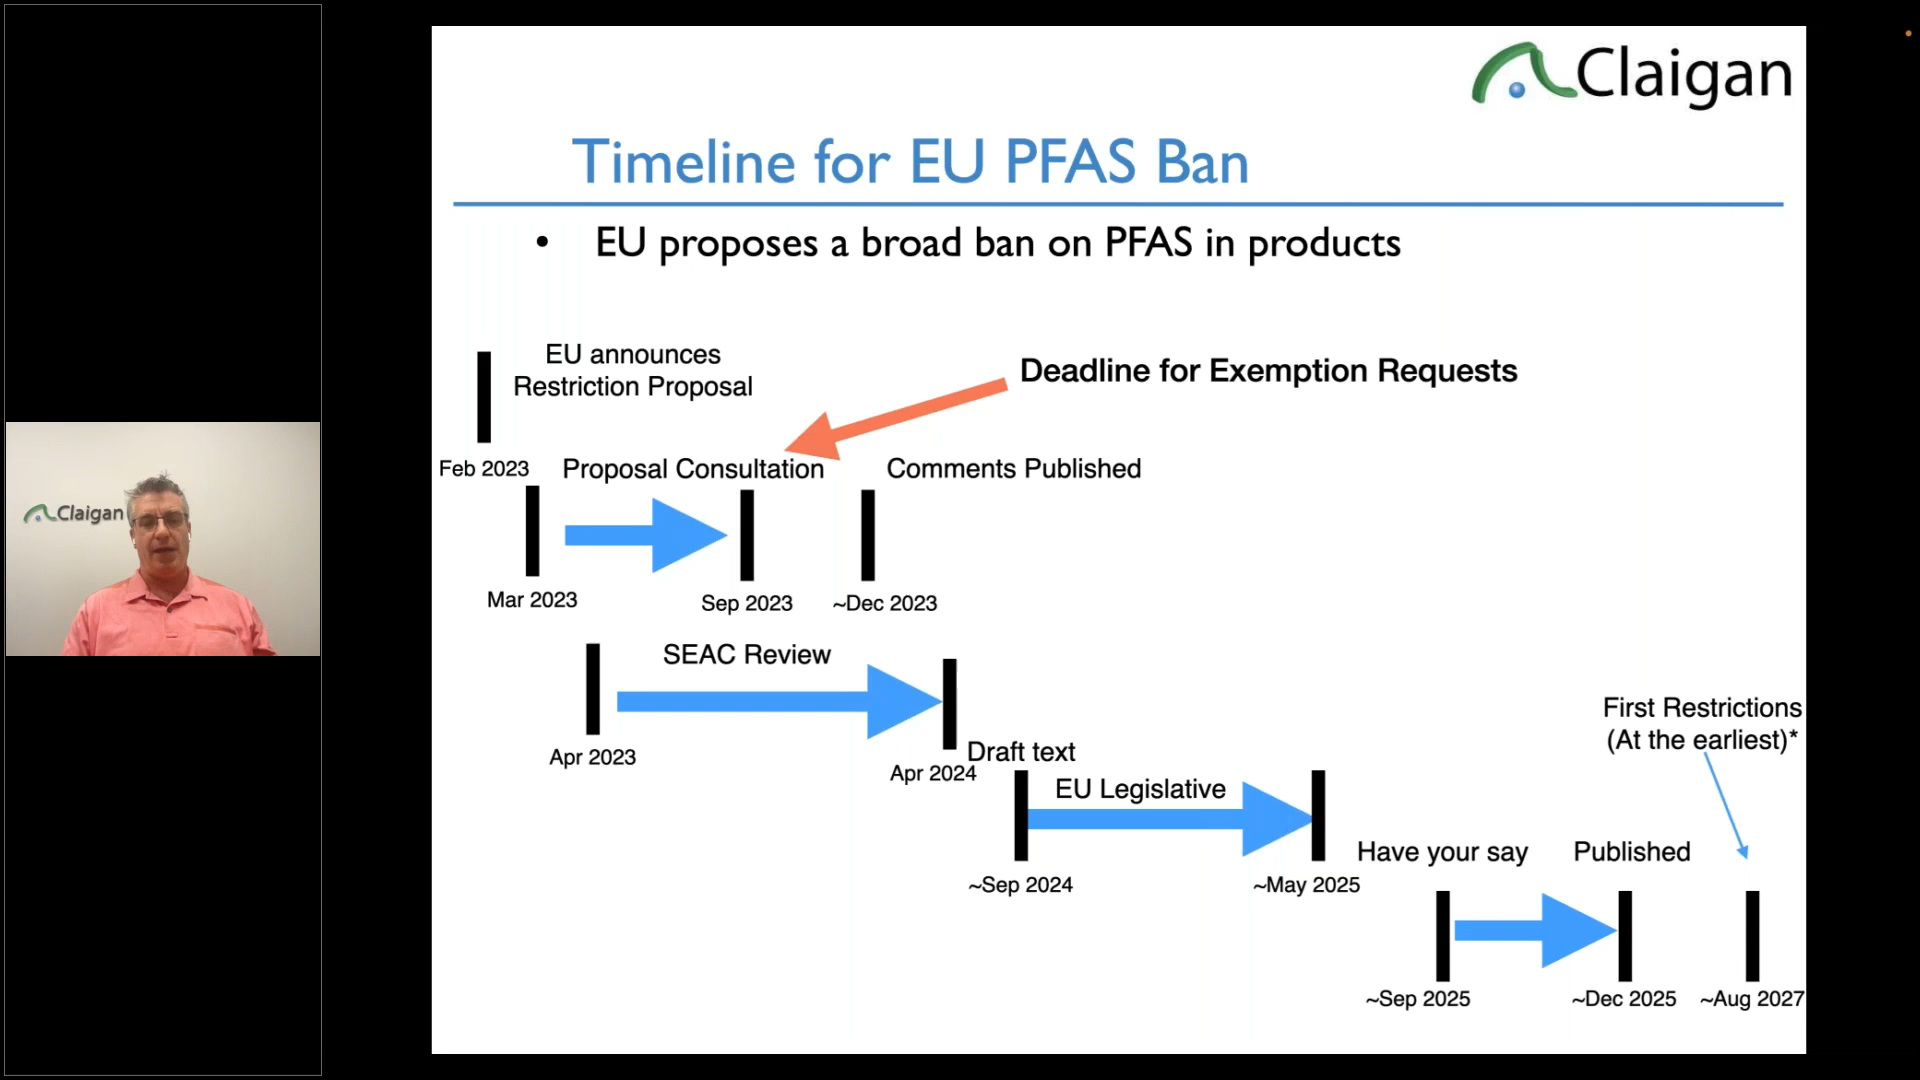 Claigan
Timeline for EU PFAS Ban
• EU proposes a broad ban on PFAS in products
EU announces
Restriction Proposal
Deadline for Exemption Requests
Feb 2023
Proposal Consultation
Comments Published
Claigan
Mar 2023
Sep 2023
~Dec 2023
SEAC Review
Apr 2023
Apr 2024
Draft text
EU Legislative
First Restrictions
(At the earliest)*
~Sep 2024
~May 2025
Have your say
Published
~Sep 2025
~Dec 2025
~Aug 2027